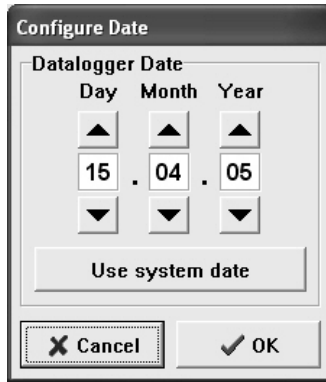 Configure Date
Datalogger Date
Day Month Year
15 . 04 . 05
Use system date
Cancel OK